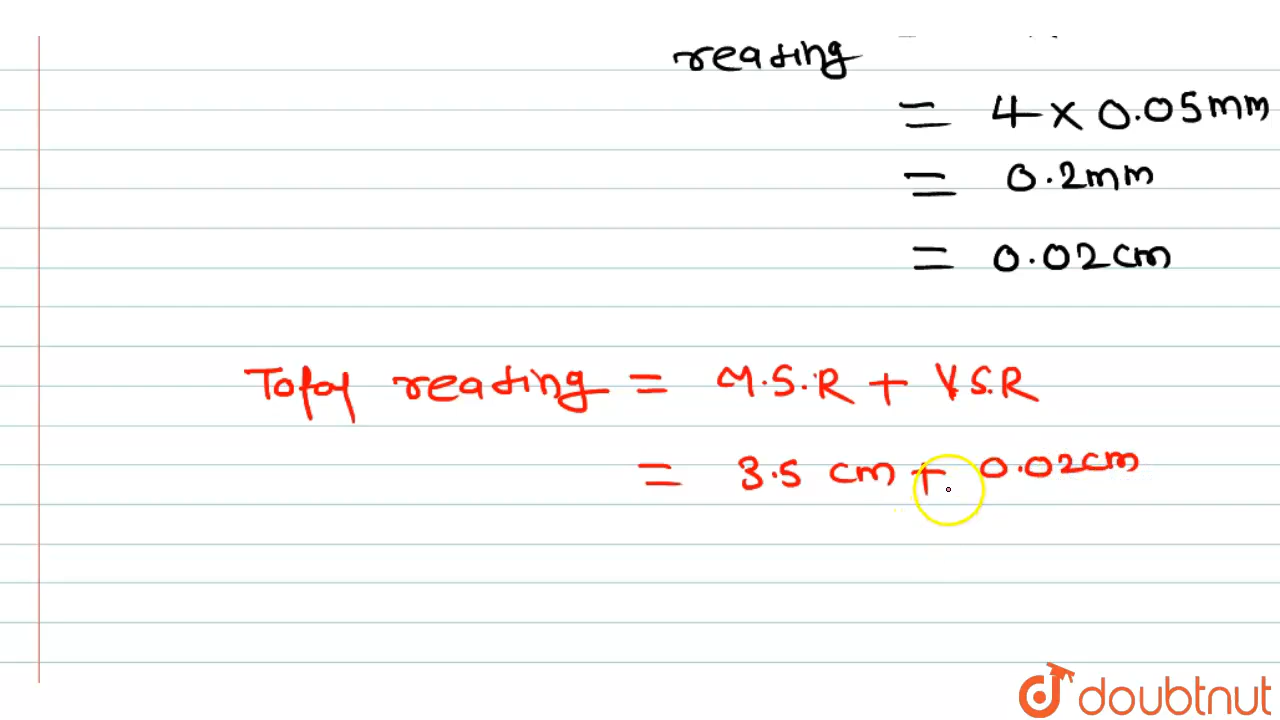 reading
= 4 × 0.05mm
= 0.2mm
= 0.02cm
Total reading = M.S.R + V.S.R
= 3.5 cm + 0.02cm
doubtnut